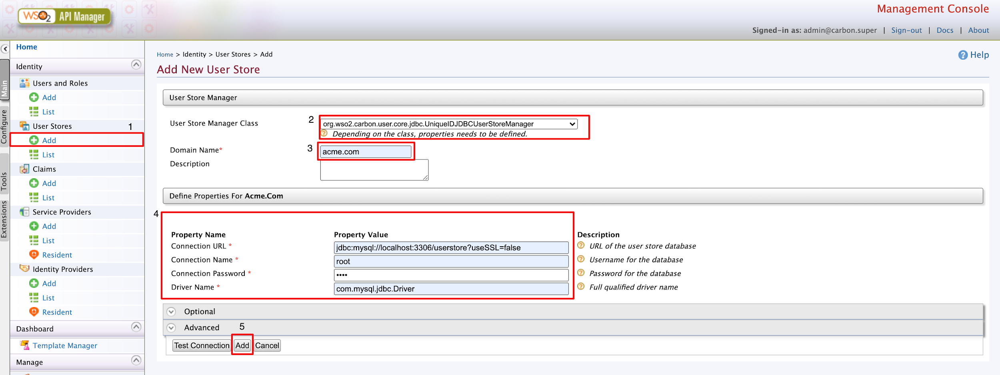 WSO2 API Manager
Management Console
Signed-in as: admin@carbon.super | Sign-out | Docs | About
Home
Identity
Users and Roles
Add
List
User Stores 1
Add
List
Claims
Add
List
Service Providers
Add
List
Resident
Identity Providers
Add
List
Resident
Dashboard
Template Manager
Manage
Main
Configure
Tools
Extensions
Home > Identity > User Stores > Add
Help
Add New User Store
User Store Manager
User Store Manager Class 2 org.wso2.carbon.user.core.jdbc.UniqueIDJDBCUserStoreManager
Depending on the class, properties needs to be defined.
Domain Name* 3 acme.com
Description
Define Properties For Acme.Com
4
Property Name Property Value Description
Connection URL * jdbc:mysql://localhost:3306/userstore?useSSL=false URL of the user store database
Connection Name * root Username for the database
Connection Password * •••• Password for the database
Driver Name * com.mysql.jdbc.Driver Full qualified driver name
Optional
Advanced 5
Test Connection Add Cancel